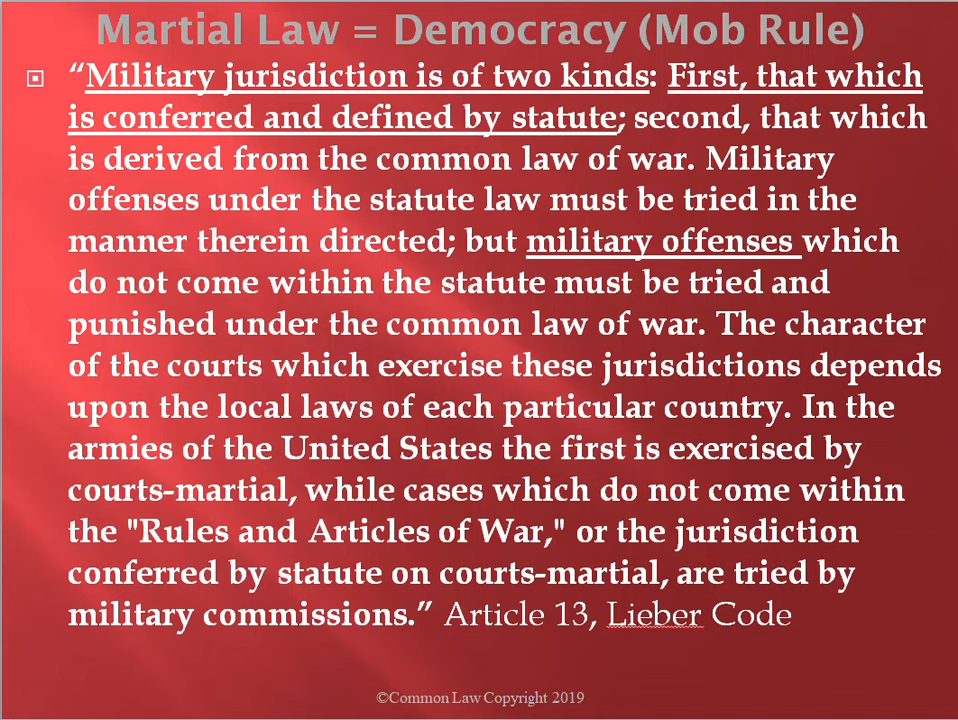 Martial Law = Democracy (Mob Rule)
“Military jurisdiction is of two kinds: First, that which
is conferred and defined by statute; second, that which
is derived from the common law of war. Military
offenses under the statute law must be tried in the
manner therein directed; but military offenses which
do not come within the statute must be tried and
punished under the common law of war. The character
of the courts which exercise these jurisdictions depends
upon the local laws of each particular country. In the
armies of the United States the first is exercised by
courts-martial, while cases which do not come within
the "Rules and Articles of War," or the jurisdiction
conferred by statute on courts-martial, are tried by
military commissions.” Article 13, Lieber Code
©Common Law Copyright 2019